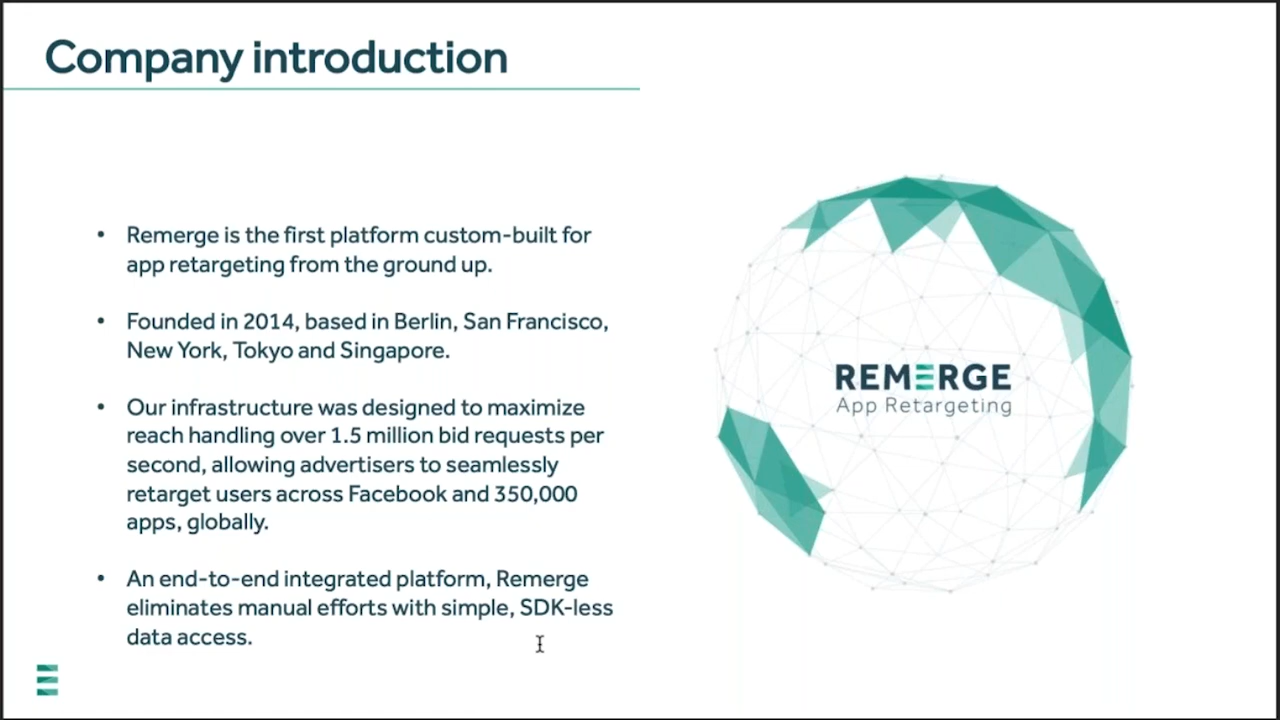 Company introduction
• Remerge is the first platform custom-built for
app retargeting from the ground up.
• Founded in 2014, based in Berlin, San Francisco,
New York, Tokyo and Singapore.
• Our infrastructure was designed to maximize
reach handling over 1.5 million bid requests per
second, allowing advertisers to seamlessly
retarget users across Facebook and 350,000
apps, globally.
• An end-to-end integrated platform, Remerge
eliminates manual efforts with simple, SDK-less
data access.
REMERGE
App Retargeting